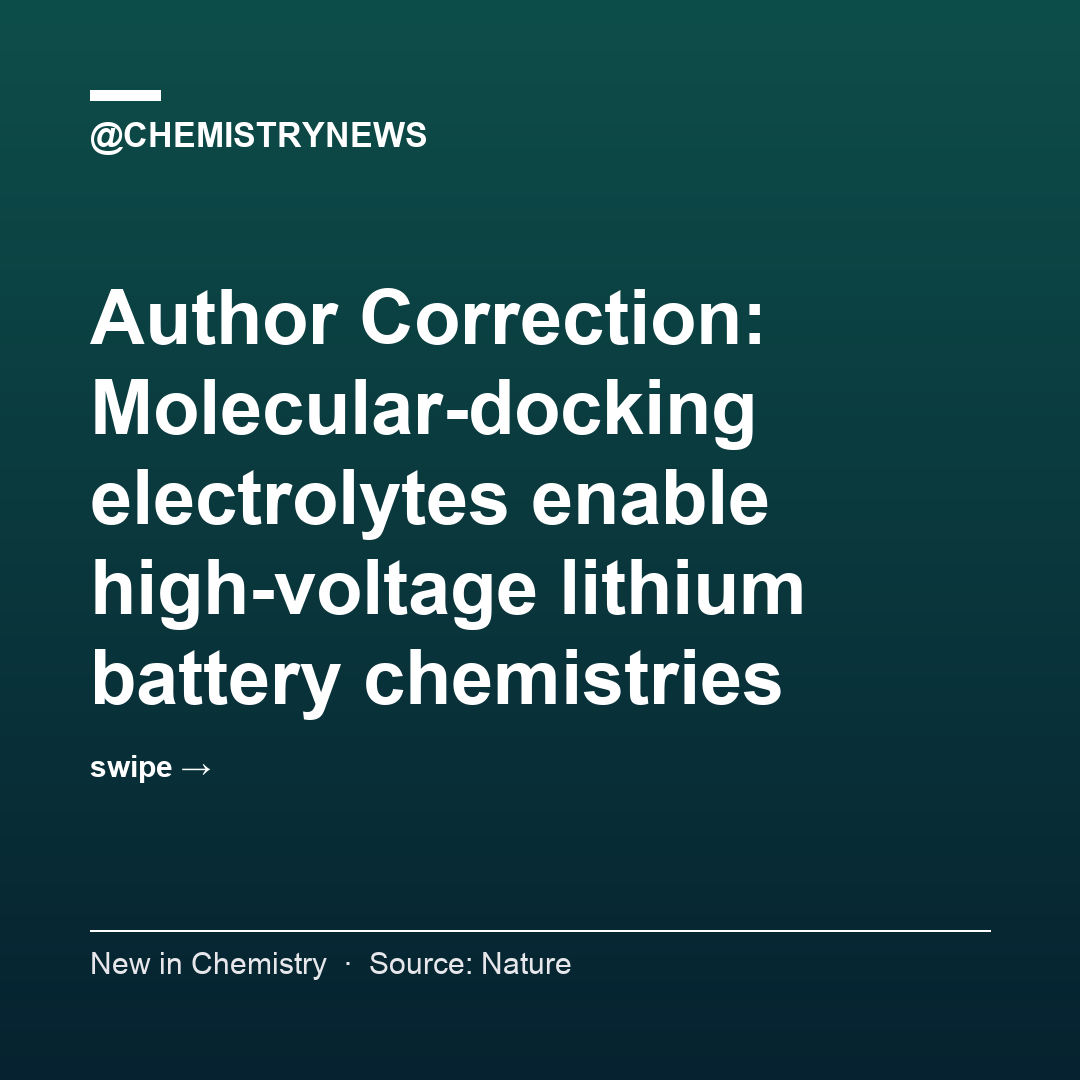 @CHEMISTRYNEWS
Author Correction:
Molecular-docking
electrolytes enable
high-voltage lithium
battery chemistries
swipe →
New in Chemistry · Source: Nature